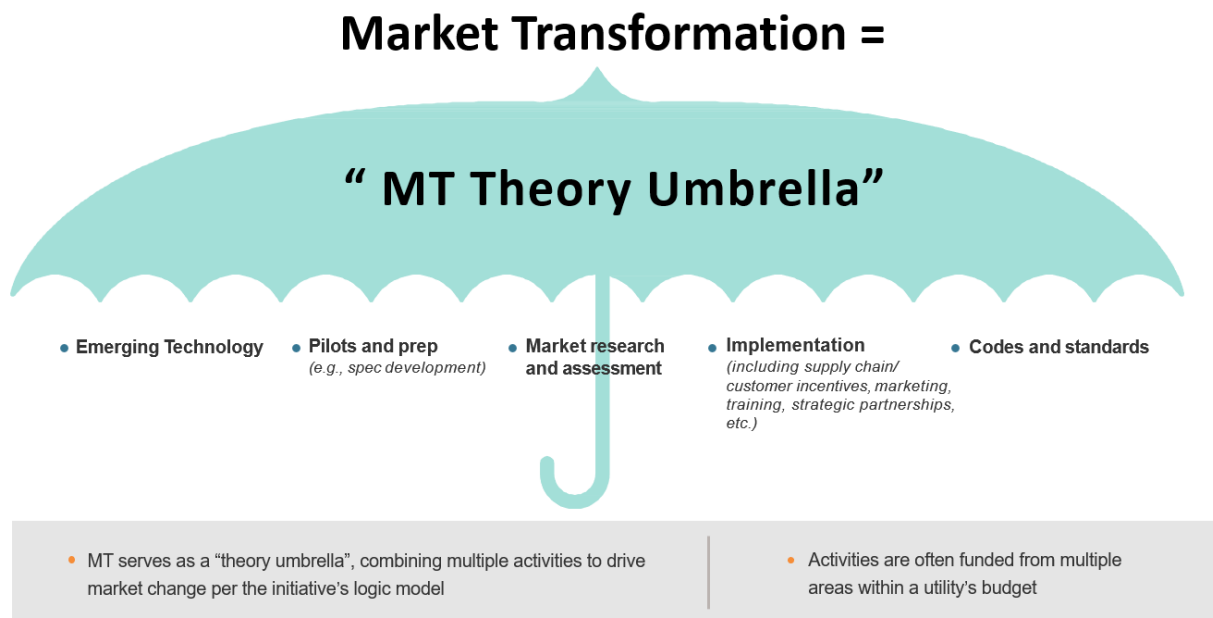 Market Transformation =
“ MT Theory Umbrella”
• Emerging Technology
• Pilots and prep
(e.g., spec development)
• Market research
and assessment
• Implementation
(including supply chain/
customer incentives, marketing,
training, strategic partnerships,
etc.)
• Codes and standards
• MT serves as a “theory umbrella”, combining multiple activities to drive
market change per the initiative’s logic model
• Activities are often funded from multiple
areas within a utility’s budget